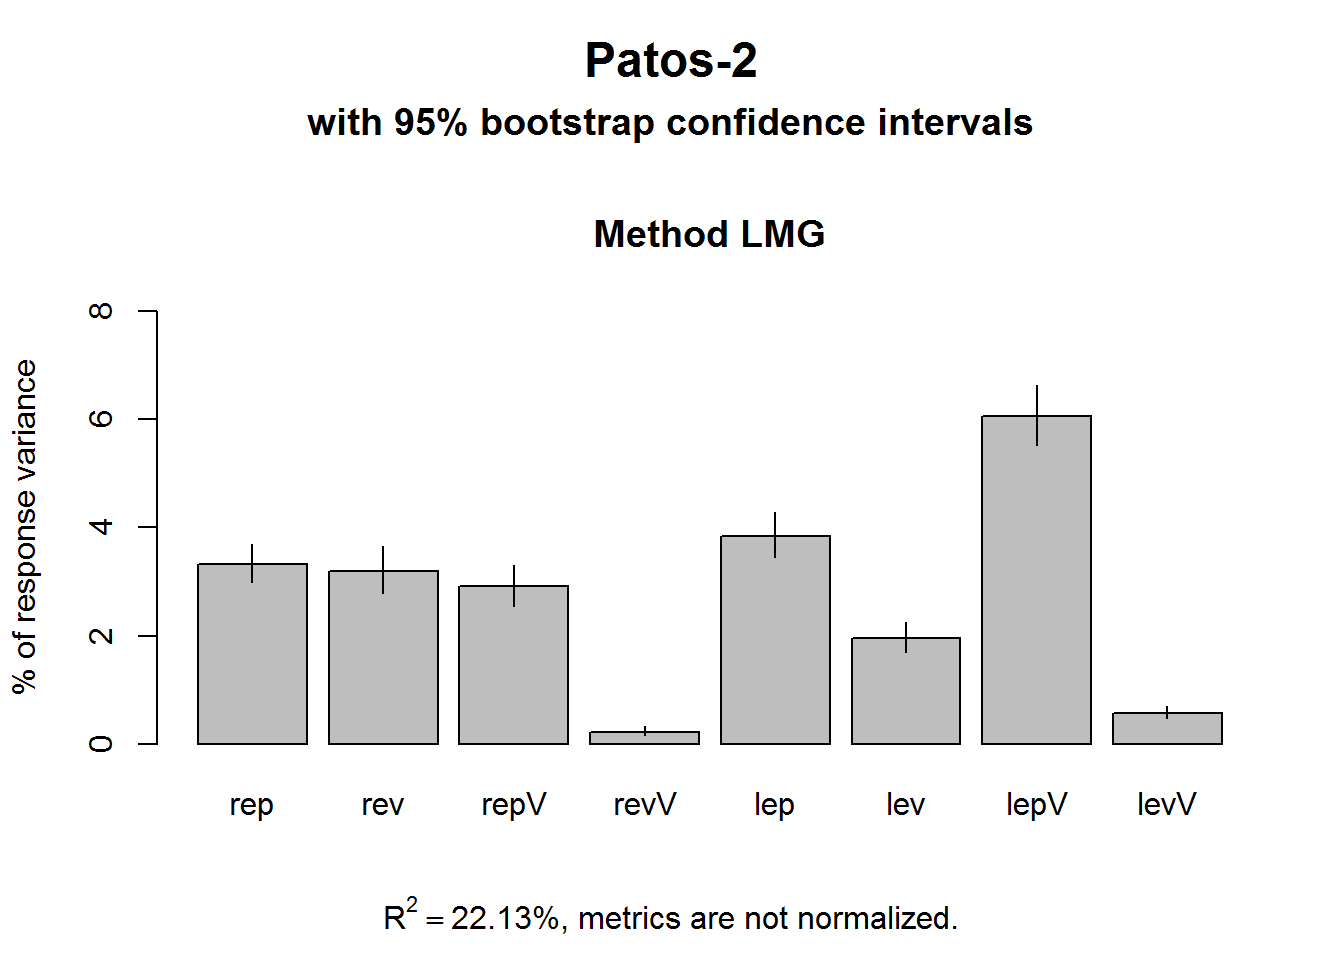 Patos-2
with 95% bootstrap confidence intervals
Method LMG
% of response variance
8
6
4
2
0
rep rev repV revV lep lev lepV levV
R² = 22.13%, metrics are not normalized.